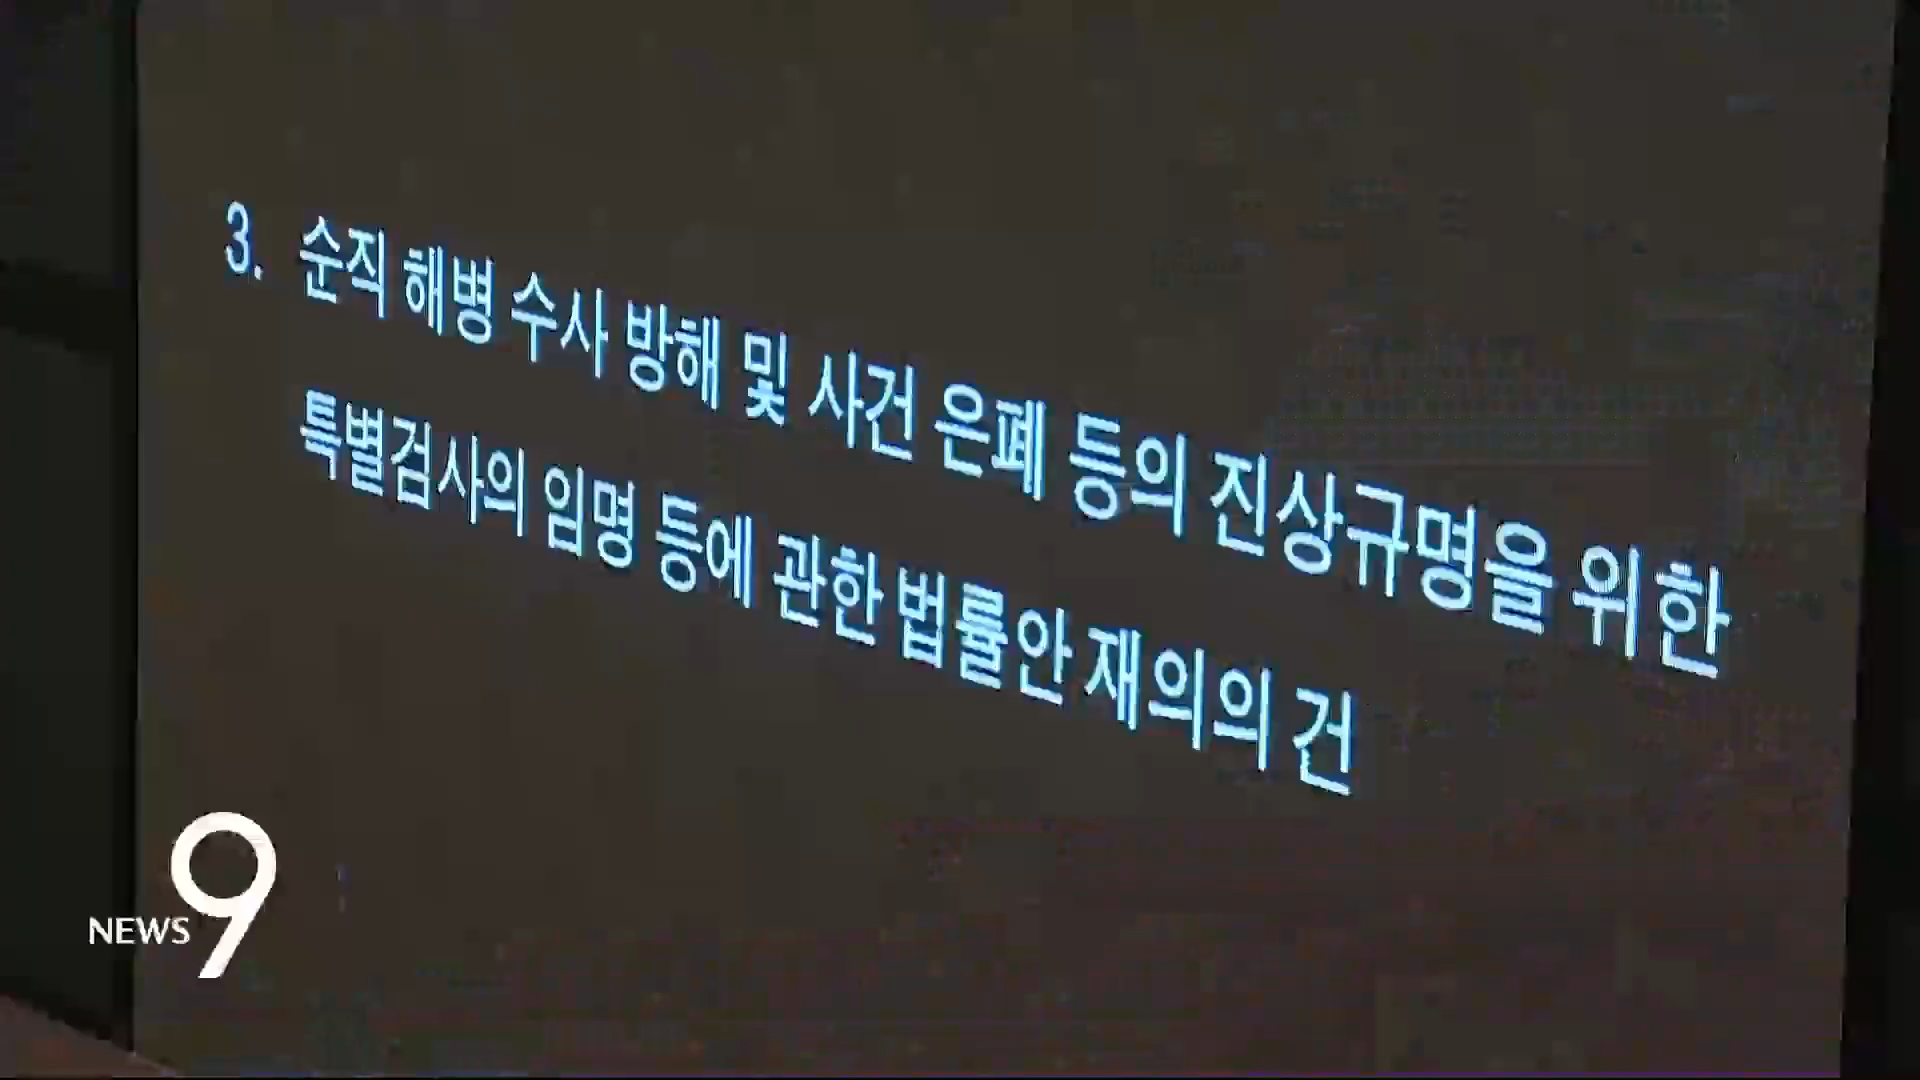 3. 순직 해병 수사 방해 및 사건 은폐 등의 진상규명을 위한
특별검사의 임명 등에 관한 법률안 재의의 건
NEWS 9